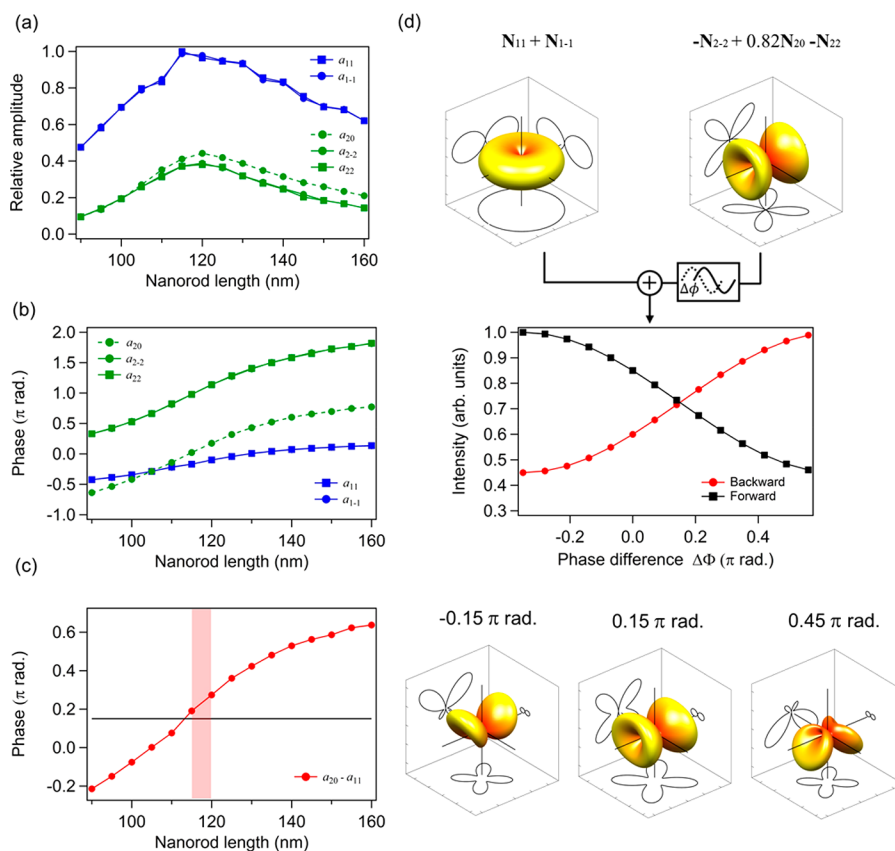 (a)
Relative amplitude
1.0
0.8
0.6
0.4
0.2
0.0
a11
a1-1
a20
a2-2
a22
100
120
140
160
Nanorod length (nm)
(b)
Phase (π rad.)
2.0
1.5
1.0
0.5
0.0
-0.5
-1.0
a20
a2-2
a22
a11
a1-1
100
120
140
160
Nanorod length (nm)
(c)
Phase (π rad.)
0.6
0.4
0.2
0.0
-0.2
a20 - a11
100
120
140
160
Nanorod length (nm)
(d)
N11 + N1-1
-N2-2 + 0.82N20 -N22
Δϕ
Intensity (arb. units)
1.0
0.9
0.8
0.7
0.6
0.5
0.4
0.3
Backward
Forward
-0.2
0.0
0.2
0.4
Phase difference ΔΦ (π rad.)
-0.15 π rad.
0.15 π rad.
0.45 π rad.